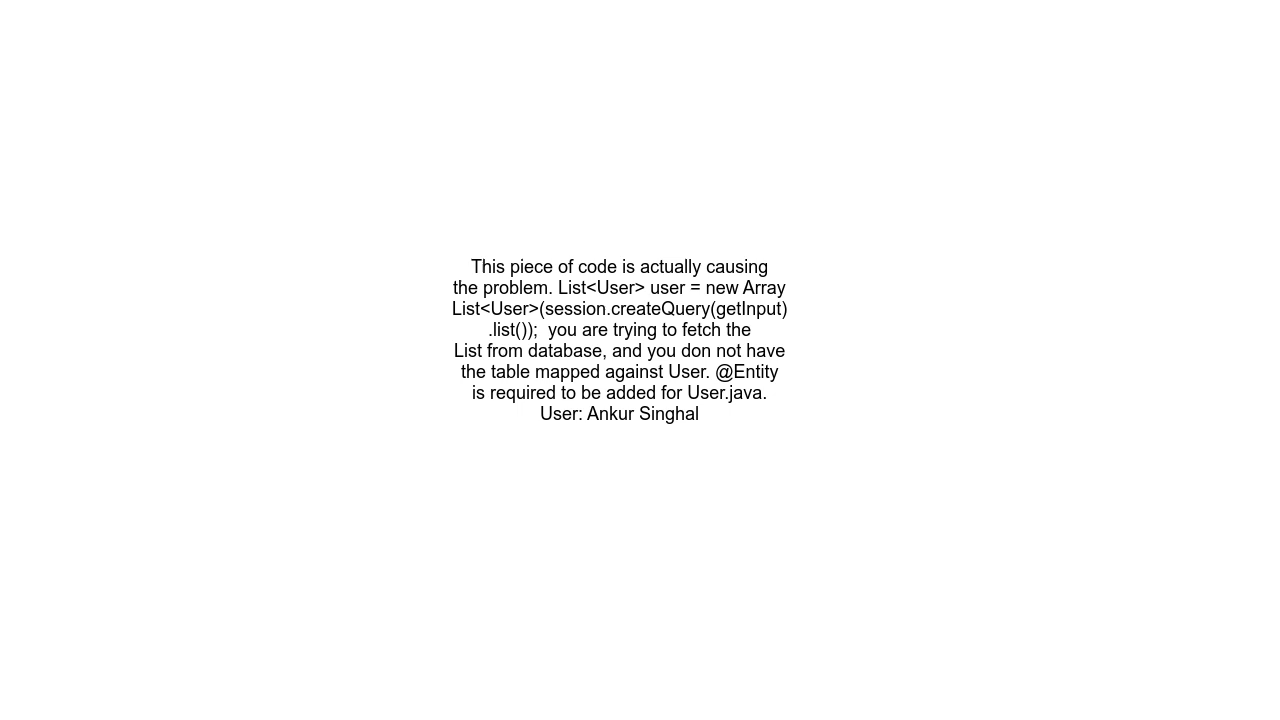 This piece of code is actually causing
the problem. List<User> user = new Array
List<User>(session.createQuery(getInput)
.list());  you are trying to fetch the
List from database, and you don not have
the table mapped against User. @Entity
is required to be added for User.java.
User: Ankur Singhal